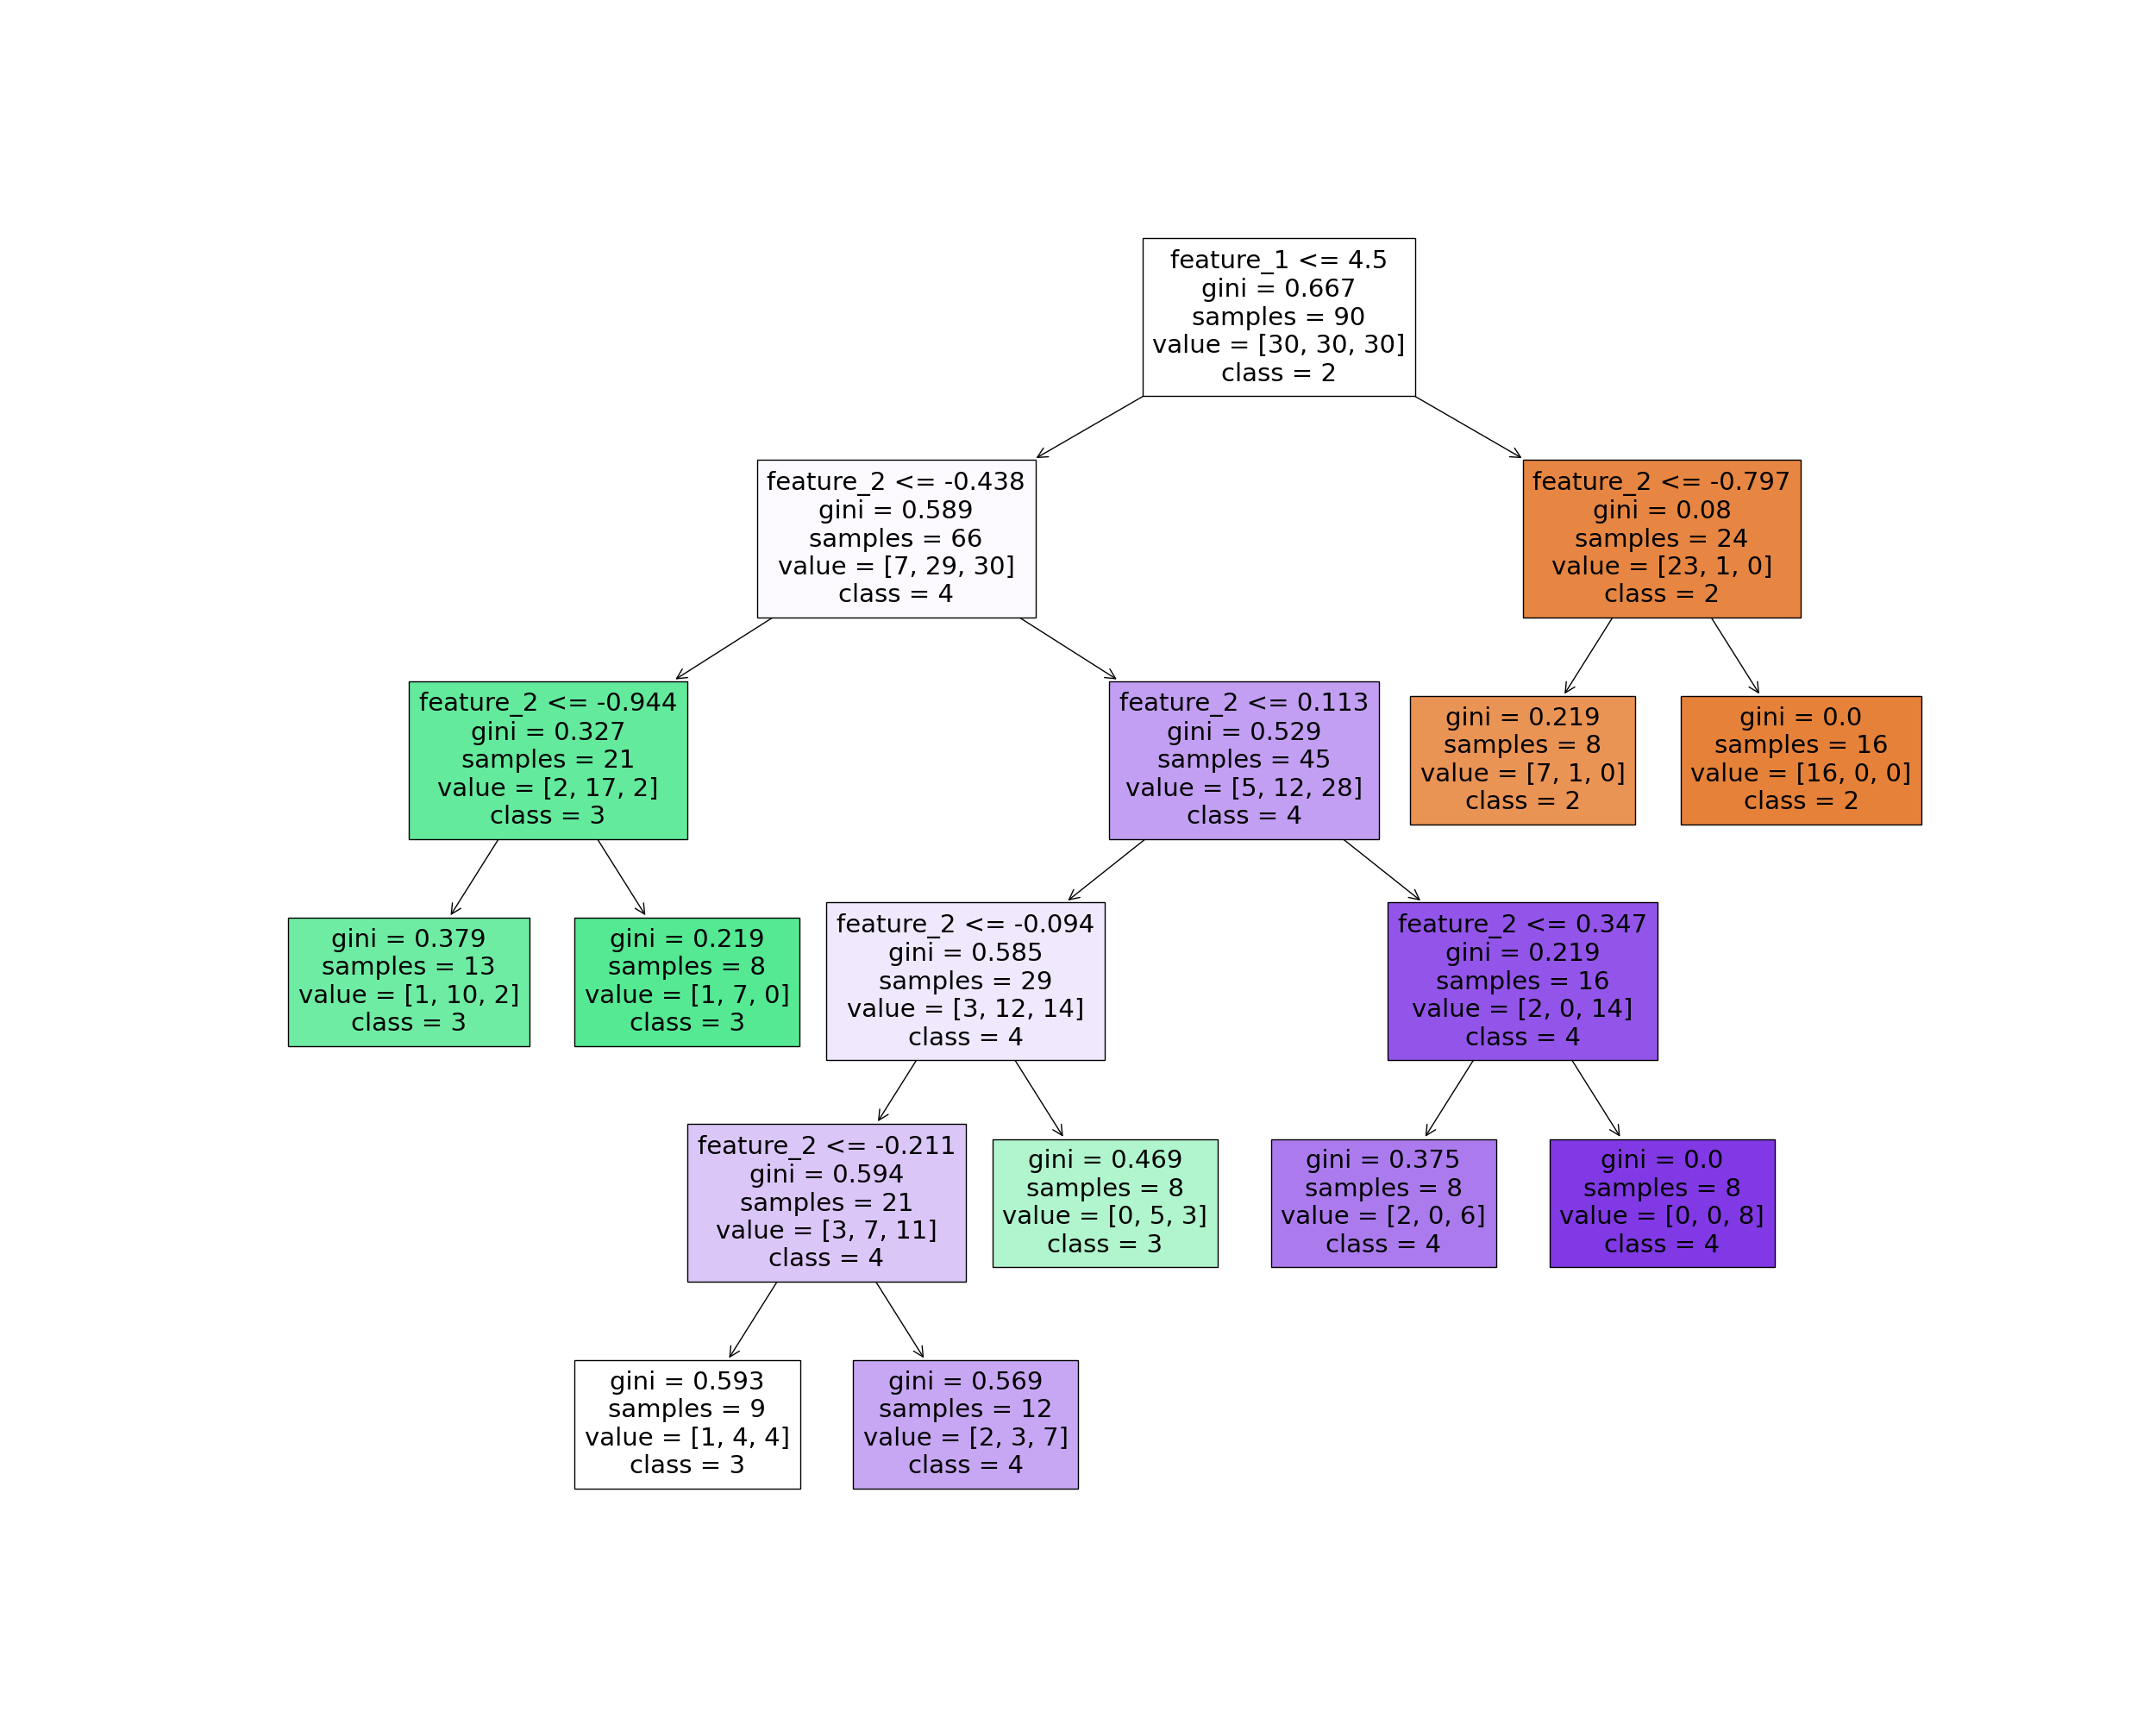 feature_1 <= 4.5
gini = 0.667
samples = 90
value = [30, 30, 30]
class = 2
feature_2 <= -0.438
gini = 0.589
samples = 66
value = [7, 29, 30]
class = 4
feature_2 <= -0.797
gini = 0.08
samples = 24
value = [23, 1, 0]
class = 2
feature_2 <= -0.944
gini = 0.327
samples = 21
value = [2, 17, 2]
class = 3
feature_2 <= 0.113
gini = 0.529
samples = 45
value = [5, 12, 28]
class = 4
gini = 0.219
samples = 8
value = [7, 1, 0]
class = 2
gini = 0.0
samples = 16
value = [16, 0, 0]
class = 2
gini = 0.379
samples = 13
value = [1, 10, 2]
class = 3
gini = 0.219
samples = 8
value = [1, 7, 0]
class = 3
feature_2 <= -0.094
gini = 0.585
samples = 29
value = [3, 12, 14]
class = 4
feature_2 <= 0.347
gini = 0.219
samples = 16
value = [2, 0, 14]
class = 4
feature_2 <= -0.211
gini = 0.594
samples = 21
value = [3, 7, 11]
class = 4
gini = 0.469
samples = 8
value = [0, 5, 3]
class = 3
gini = 0.375
samples = 8
value = [2, 0, 6]
class = 4
gini = 0.0
samples = 8
value = [0, 0, 8]
class = 4
gini = 0.593
samples = 9
value = [1, 4, 4]
class = 3
gini = 0.569
samples = 12
value = [2, 3, 7]
class = 4